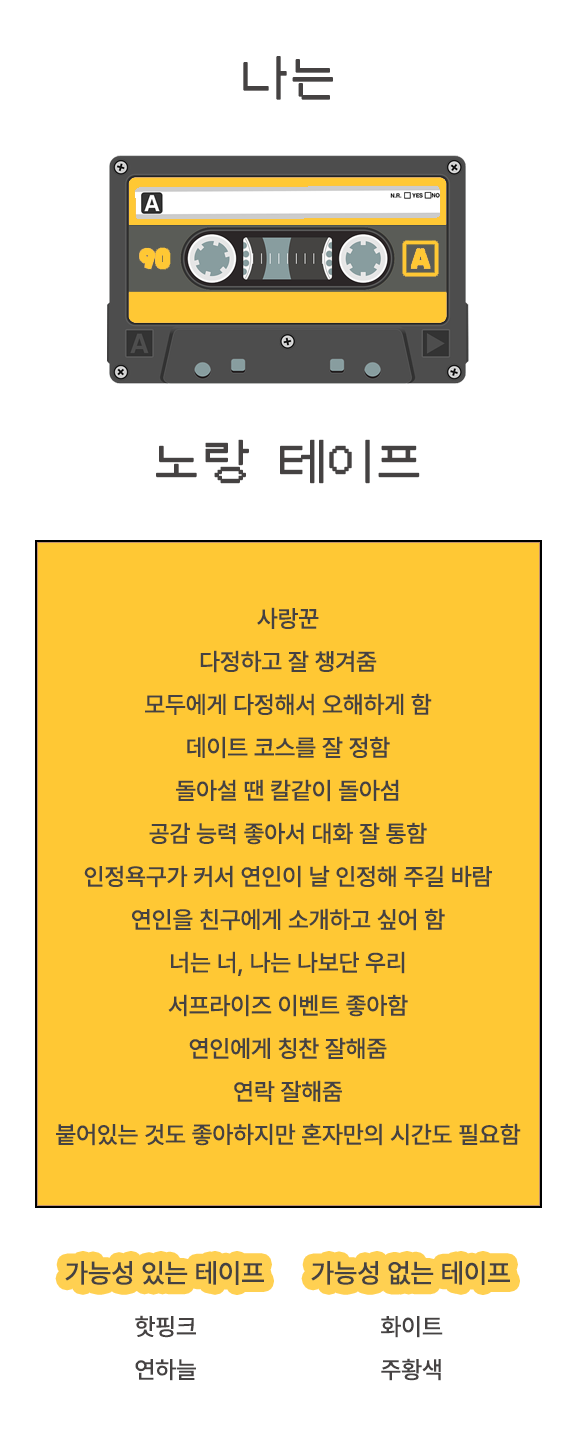 나는
A
N.R. YES NO
90
A
A
노랑 테이프
사랑꾼
다정하고 잘 챙겨줌
모두에게 다정해서 오해하게 함
데이트 코스를 잘 정함
돌아설 땐 칼같이 돌아섬
공감 능력 좋아서 대화 잘 통함
인정욕구가 커서 연인이 날 인정해 주길 바람
연인을 친구에게 소개하고 싶어 함
너는 너, 나는 나보단 우리
서프라이즈 이벤트 좋아함
연인에게 칭찬 잘해줌
연락 잘해줌
붙어있는 것도 좋아하지만 혼자만의 시간도 필요함
가능성 있는 테이프
핫핑크
연하늘
가능성 없는 테이프
화이트
주황색